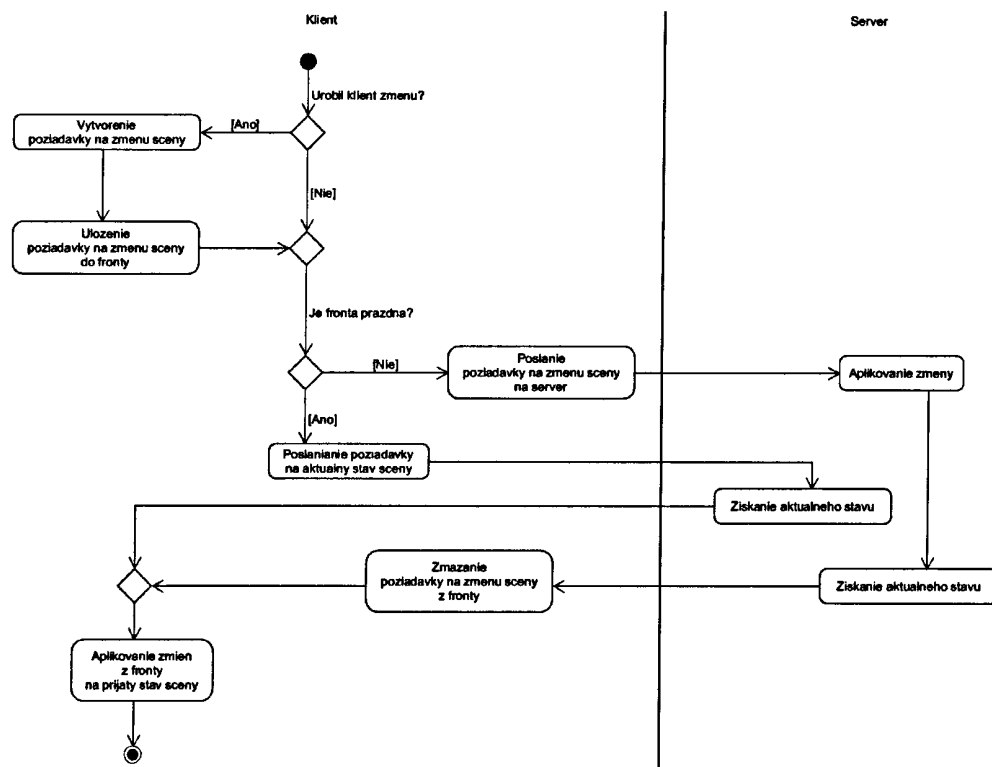 Klient
Server
Urobil klient zmenu?
[Ano]
Vytvorenie
poziadavky na zmenu sceny
[Nie]
Ulozenie
poziadavky na zmenu sceny
do fronty
Je fronta prazdna?
[Nie]
Poslanie
poziadavky na zmenu sceny
na server
Aplikovanie zmeny
[Ano]
Poslanianie poziadavky
na aktualny stav sceny
Ziskanie aktualneho stavu
Zmazanie
poziadavky na zmenu sceny
z fronty
Ziskanie aktualneho stavu
Aplikovanie zmien
z fronty
na prijaty stav sceny